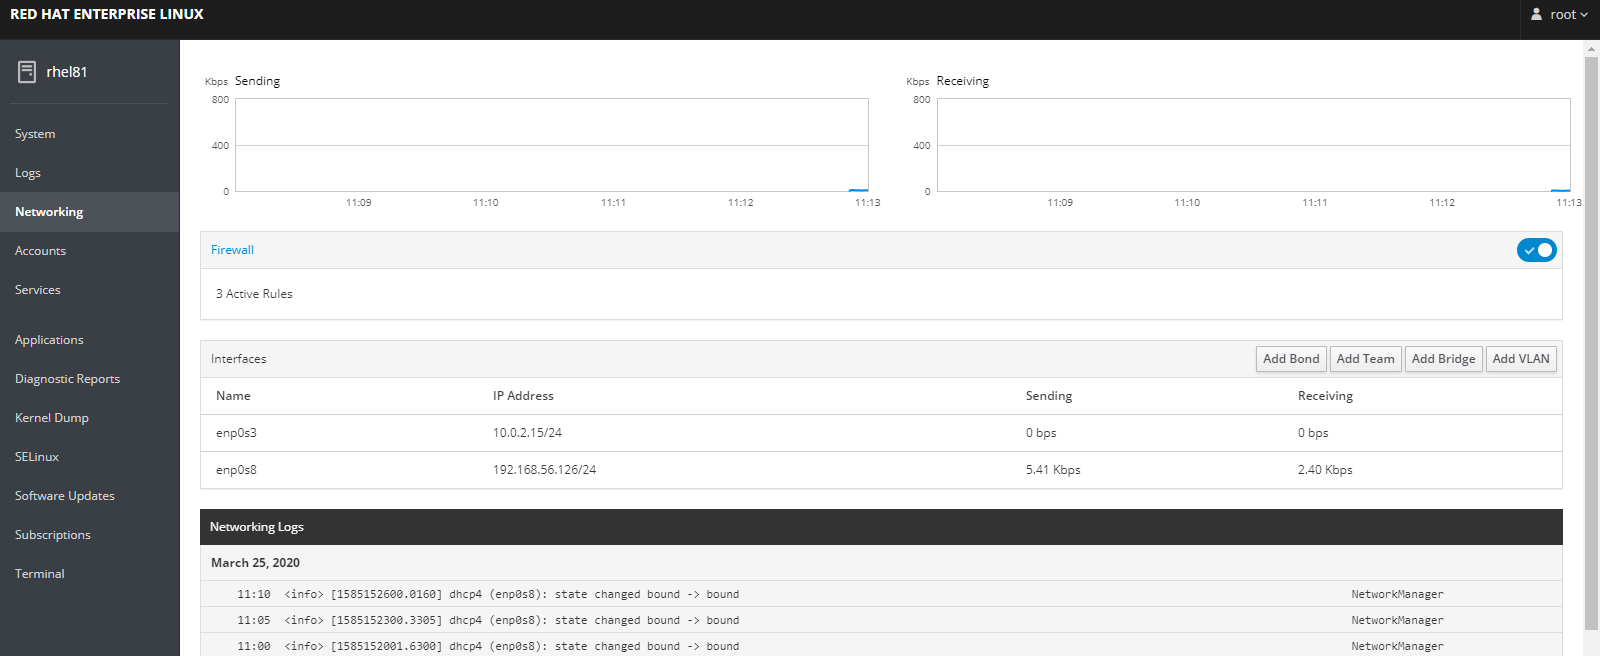 RED HAT ENTERPRISE LINUX
root
rhel81
System
Logs
Networking
Accounts
Services
Applications
Diagnostic Reports
Kernel Dump
SELinux
Software Updates
Subscriptions
Terminal
Kbps Sending
800
400
0
11:09 11:10 11:11 11:12 11:13
Kbps Receiving
800
400
0
11:09 11:10 11:11 11:12 11:13
Firewall
3 Active Rules
Interfaces Add Bond Add Team Add Bridge Add VLAN
Name IP Address Sending Receiving
enp0s3 10.0.2.15/24 0 bps 0 bps
enp0s8 192.168.56.126/24 5.41 Kbps 2.40 Kbps
Networking Logs
March 25, 2020
11:10 <info> [1585152600.0160] dhcp4 (enp0s8): state changed bound -> bound NetworkManager
11:05 <info> [1585152300.3305] dhcp4 (enp0s8): state changed bound -> bound NetworkManager
11:00 <info> [1585152001.6300] dhcp4 (enp0s8): state changed bound -> bound NetworkManager